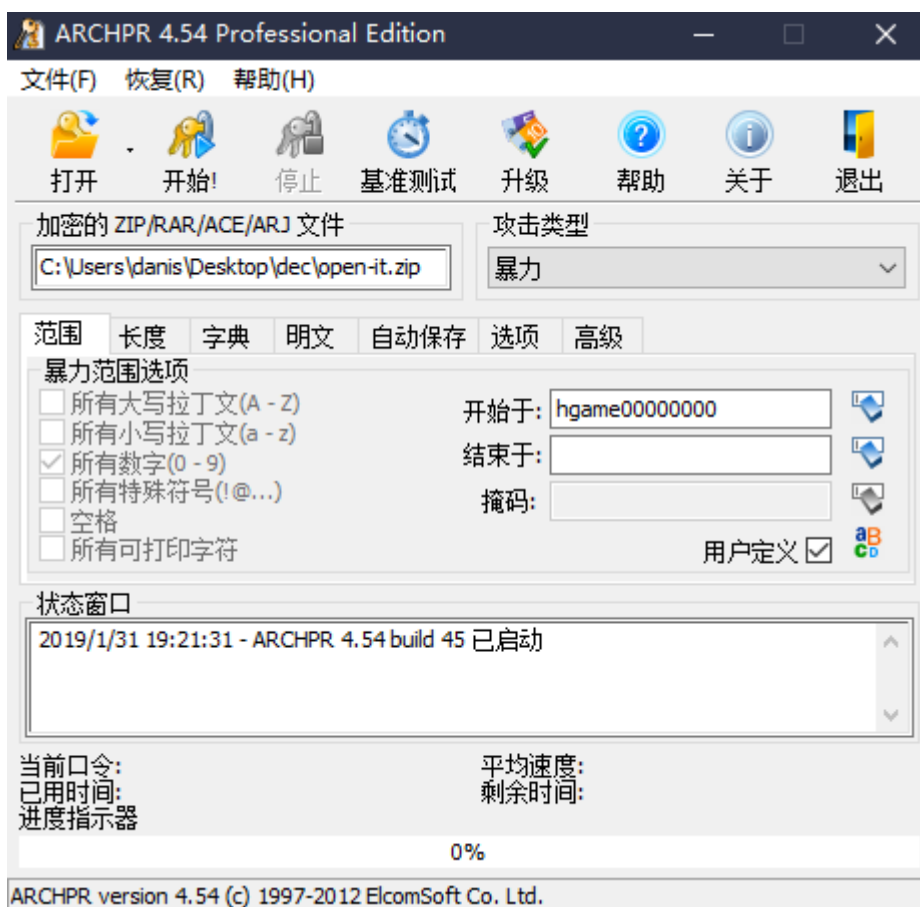 ARCHPR 4.54 Professional Edition
文件(F) 恢复(R) 帮助(H)
打开 开始! 停止 基准测试 升级 帮助 关于 退出
加密的 ZIP/RAR/ACE/ARJ 文件 攻击类型
C:\Users\danis\Desktop\dec\open-it.zip 暴力
范围 长度 字典 明文 自动保存 选项 高级
暴力范围选项
所有大写拉丁文(A - Z) 开始于: hgame00000000
所有小写拉丁文(a - z)
所有数字(0 - 9) 结束于:
所有特殊符号(!@...) 掩码:
空格
所有可打印字符 用户定义
状态窗口
2019/1/31 19:21:31 - ARCHPR 4.54 build 45 已启动
当前口令: 平均速度:
已用时间: 剩余时间:
进度指示器
0%
ARCHPR version 4.54 (c) 1997-2012 ElcomSoft Co. Ltd.